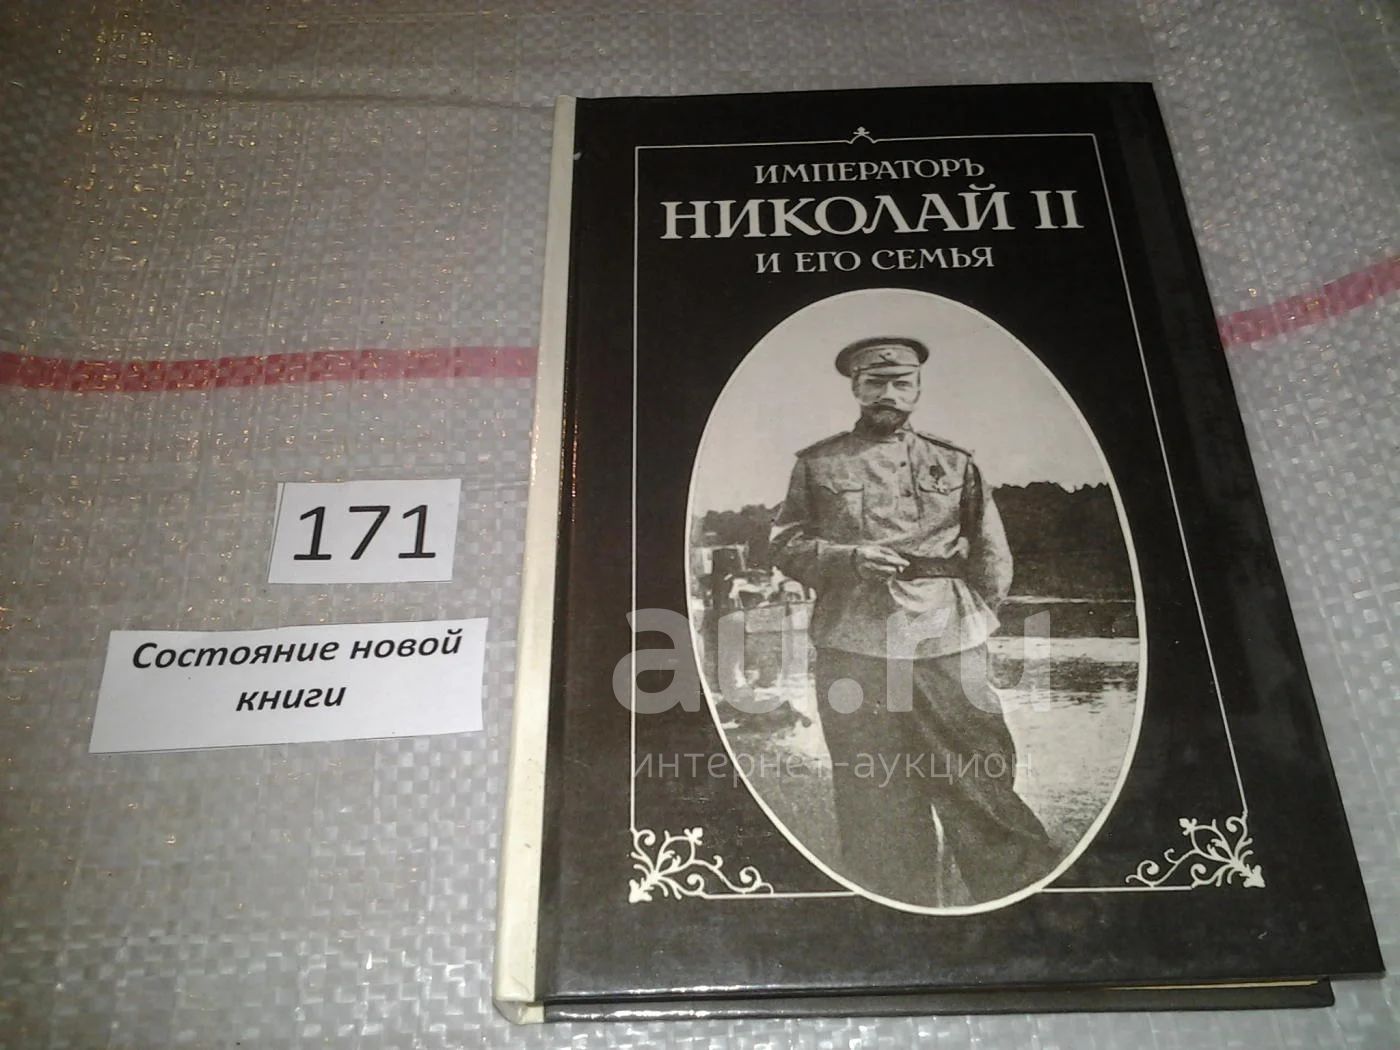 ИМПЕРАТОРЪ
НИКОЛАЙ II
И ЕГО СЕМЬЯ
171
Состояние новой
книги
au.ru
интернет-аукцион